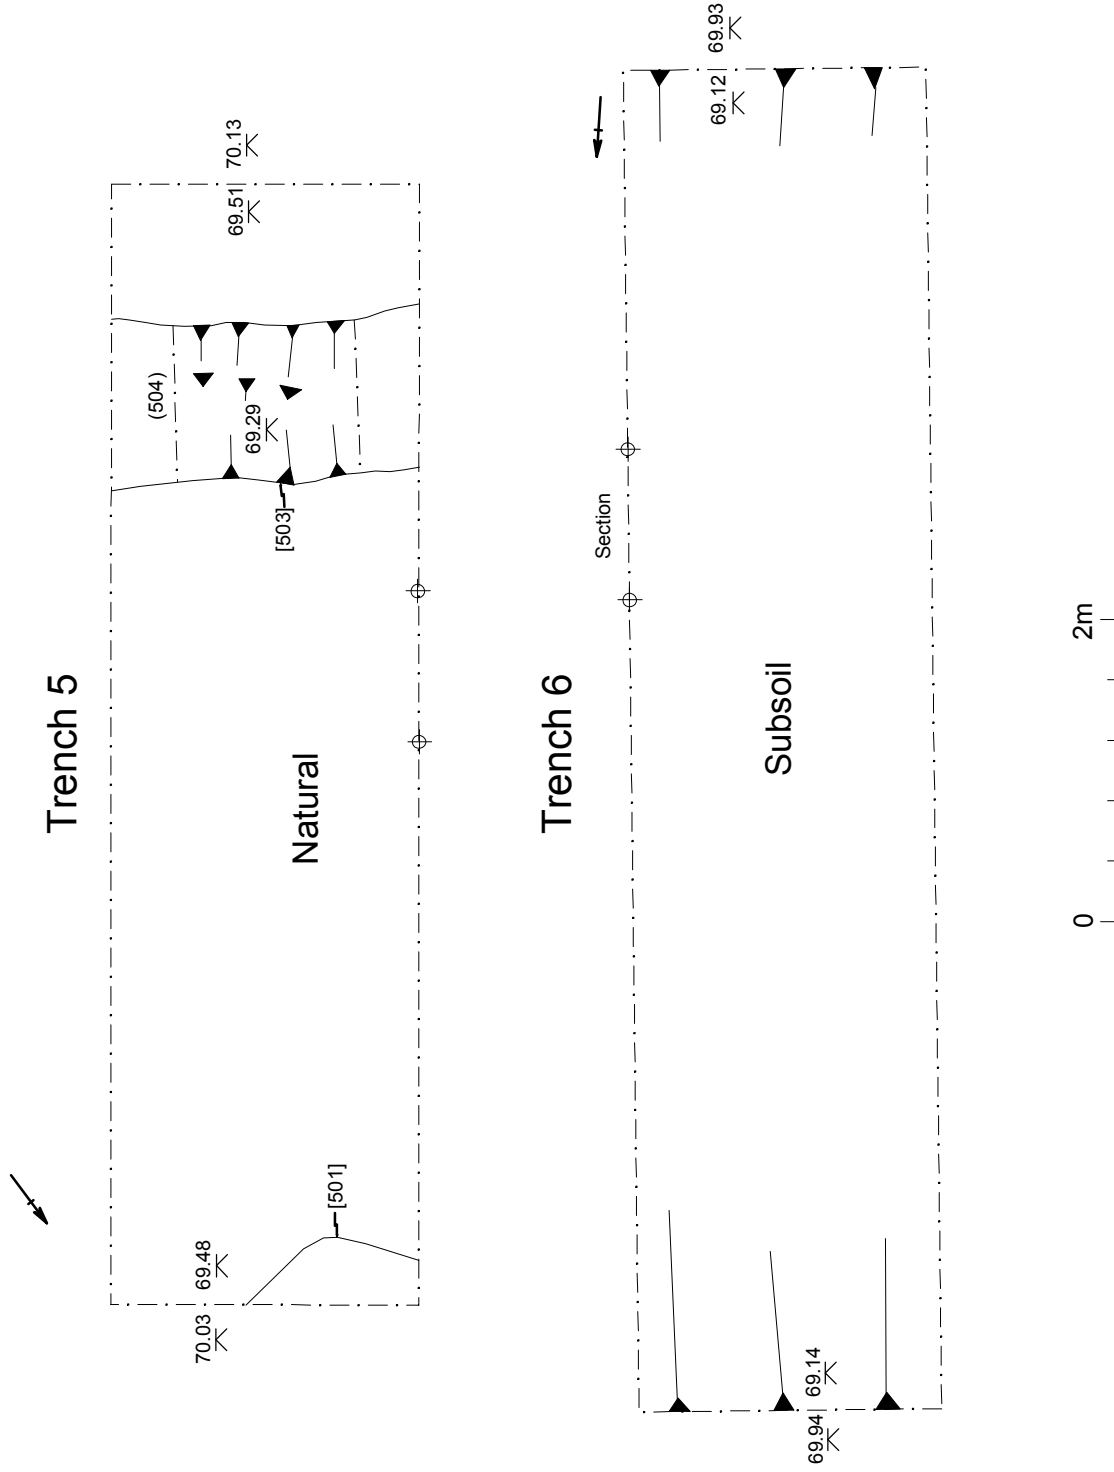 Trench 5
70.03
69.48
[501]
Natural
[503]
69.29
(504)
69.51
70.13
Trench 6
69.94
69.14
Subsoil
Section
69.12
69.93
0
2m